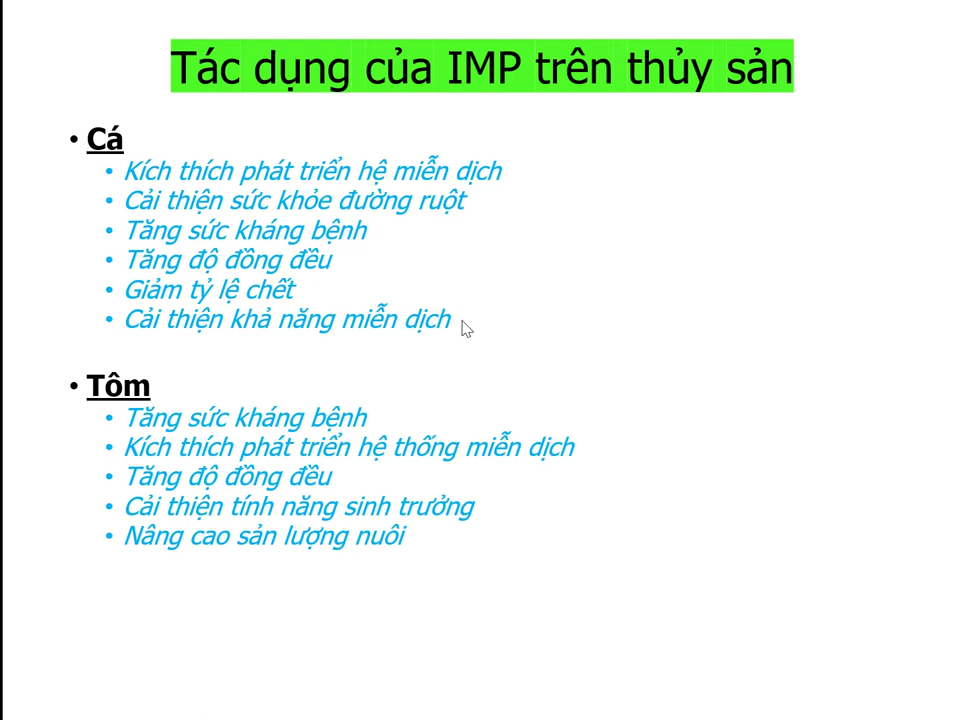 Tác dụng của IMP trên thủy sản
• Cá
• Kích thích phát triển hệ miễn dịch
• Cải thiện sức khỏe đường ruột
• Tăng sức kháng bệnh
• Tăng độ đồng đều
• Giảm tỷ lệ chết
• Cải thiện khả năng miễn dịch
• Tôm
• Tăng sức kháng bệnh
• Kích thích phát triển hệ thống miễn dịch
• Tăng độ đồng đều
• Cải thiện tính năng sinh trưởng
• Nâng cao sản lượng nuôi